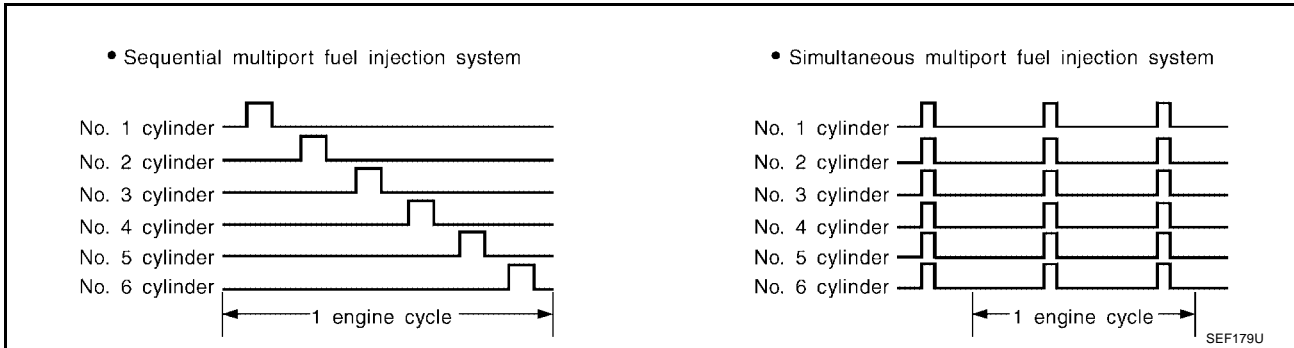 • Sequential multiport fuel injection system
No. 1 cylinder
No. 2 cylinder
No. 3 cylinder
No. 4 cylinder
No. 5 cylinder
No. 6 cylinder
1 engine cycle
• Simultaneous multiport fuel injection system
No. 1 cylinder
No. 2 cylinder
No. 3 cylinder
No. 4 cylinder
No. 5 cylinder
No. 6 cylinder
1 engine cycle
SEF179U